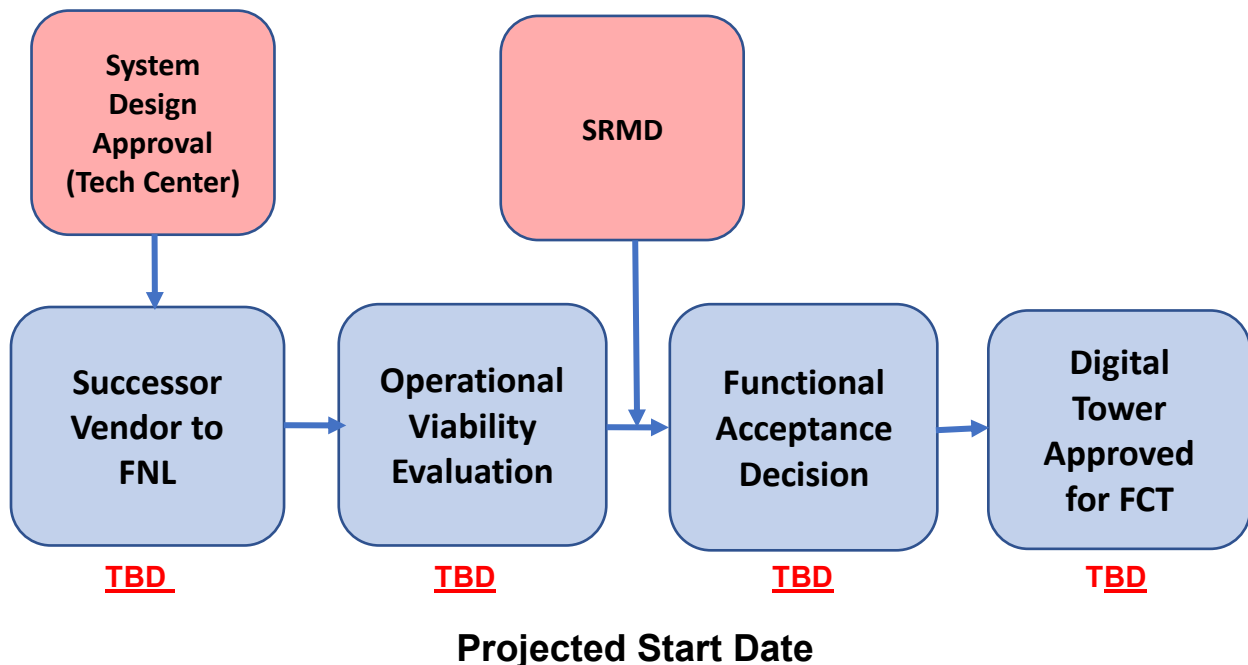 System
Design
Approval
(Tech Center)
SRMD
Successor
Vendor to
FNL
Operational
Viability
Evaluation
Functional
Acceptance
Decision
Digital
Tower
Approved
for FCT
TBD
TBD
TBD
TBD
Projected Start Date